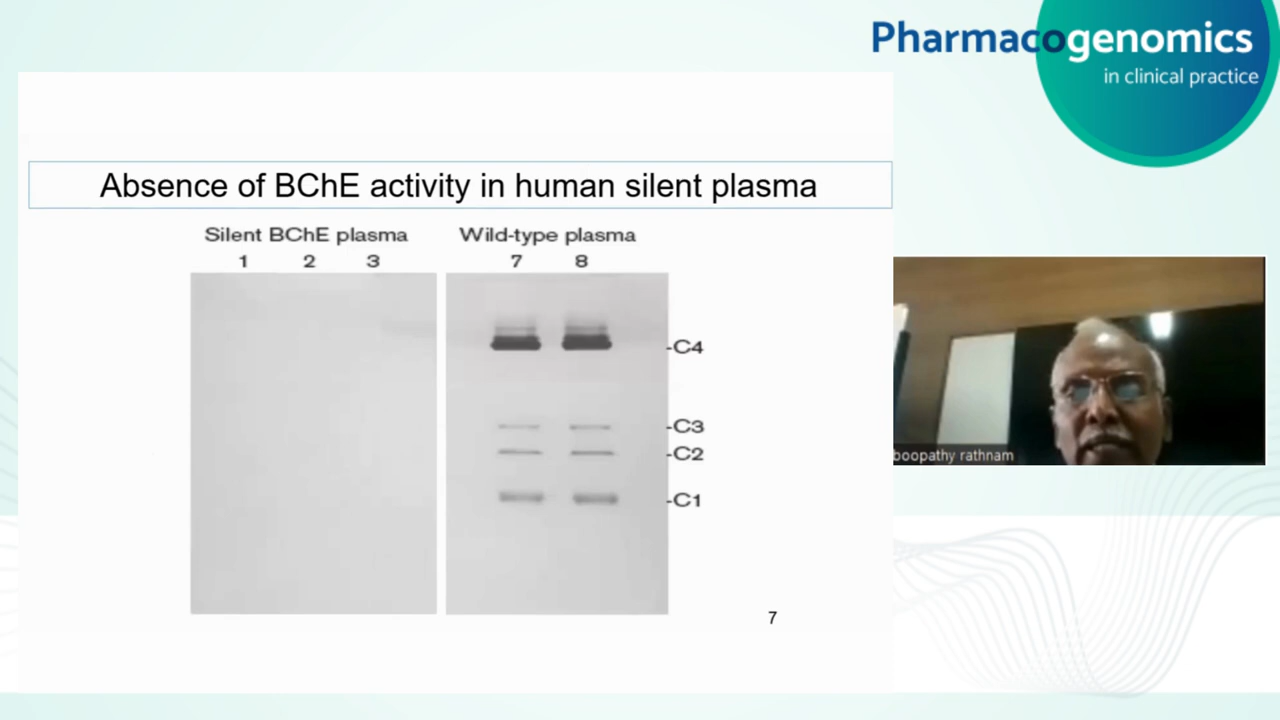 Pharmacogenomics
in clinical practice
Absence of BChE activity in human silent plasma
Silent BChE plasma
Wild-type plasma
1 2 3
7 8
-C4
-C3
-C2
-C1
boopathy rathnam
7